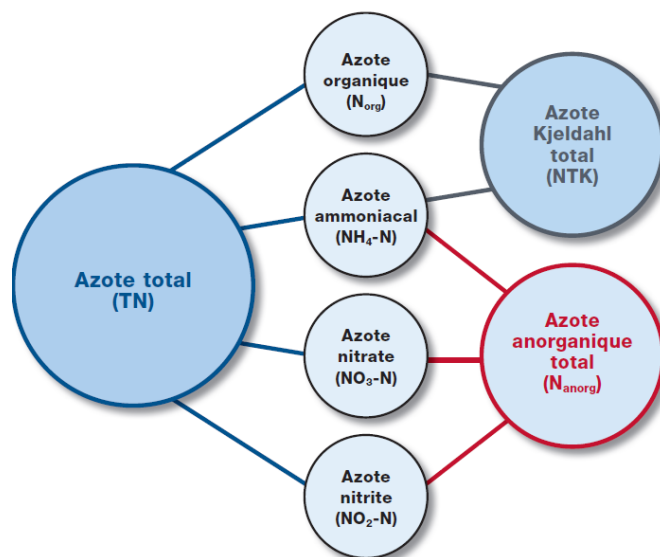 Azote
organique
(Norg)
Azote
Kjeldahl
total
(NTK)
Azote
ammoniacal
(NH₄-N)
Azote total
(TN)
Azote
nitrate
(NO₃-N)
Azote
anorganique
total
(Nanorg)
Azote
nitrite
(NO₂-N)